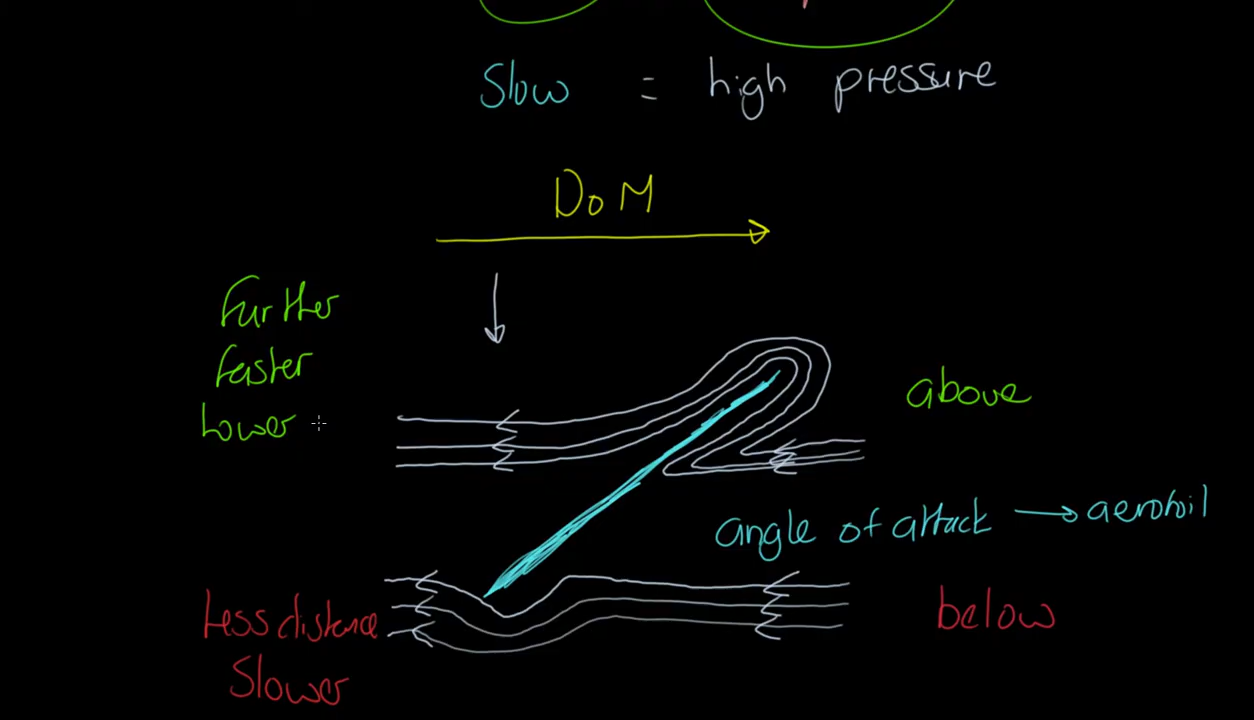 Slow = high pressure
DoM
Further
faster
Lower
above
angle of attack → aerofoil
Less distance
below
Slower